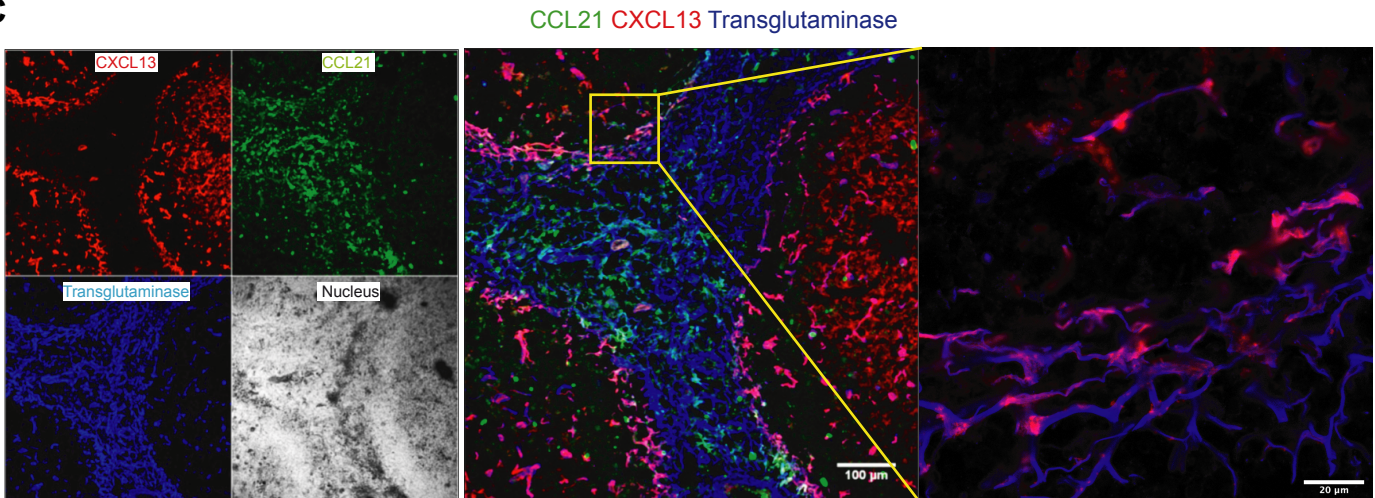 c
CCL21 CXCL13 Transglutaminase
CXCL13
CCL21
Transglutaminase
Nucleus
100 µm
20 µm